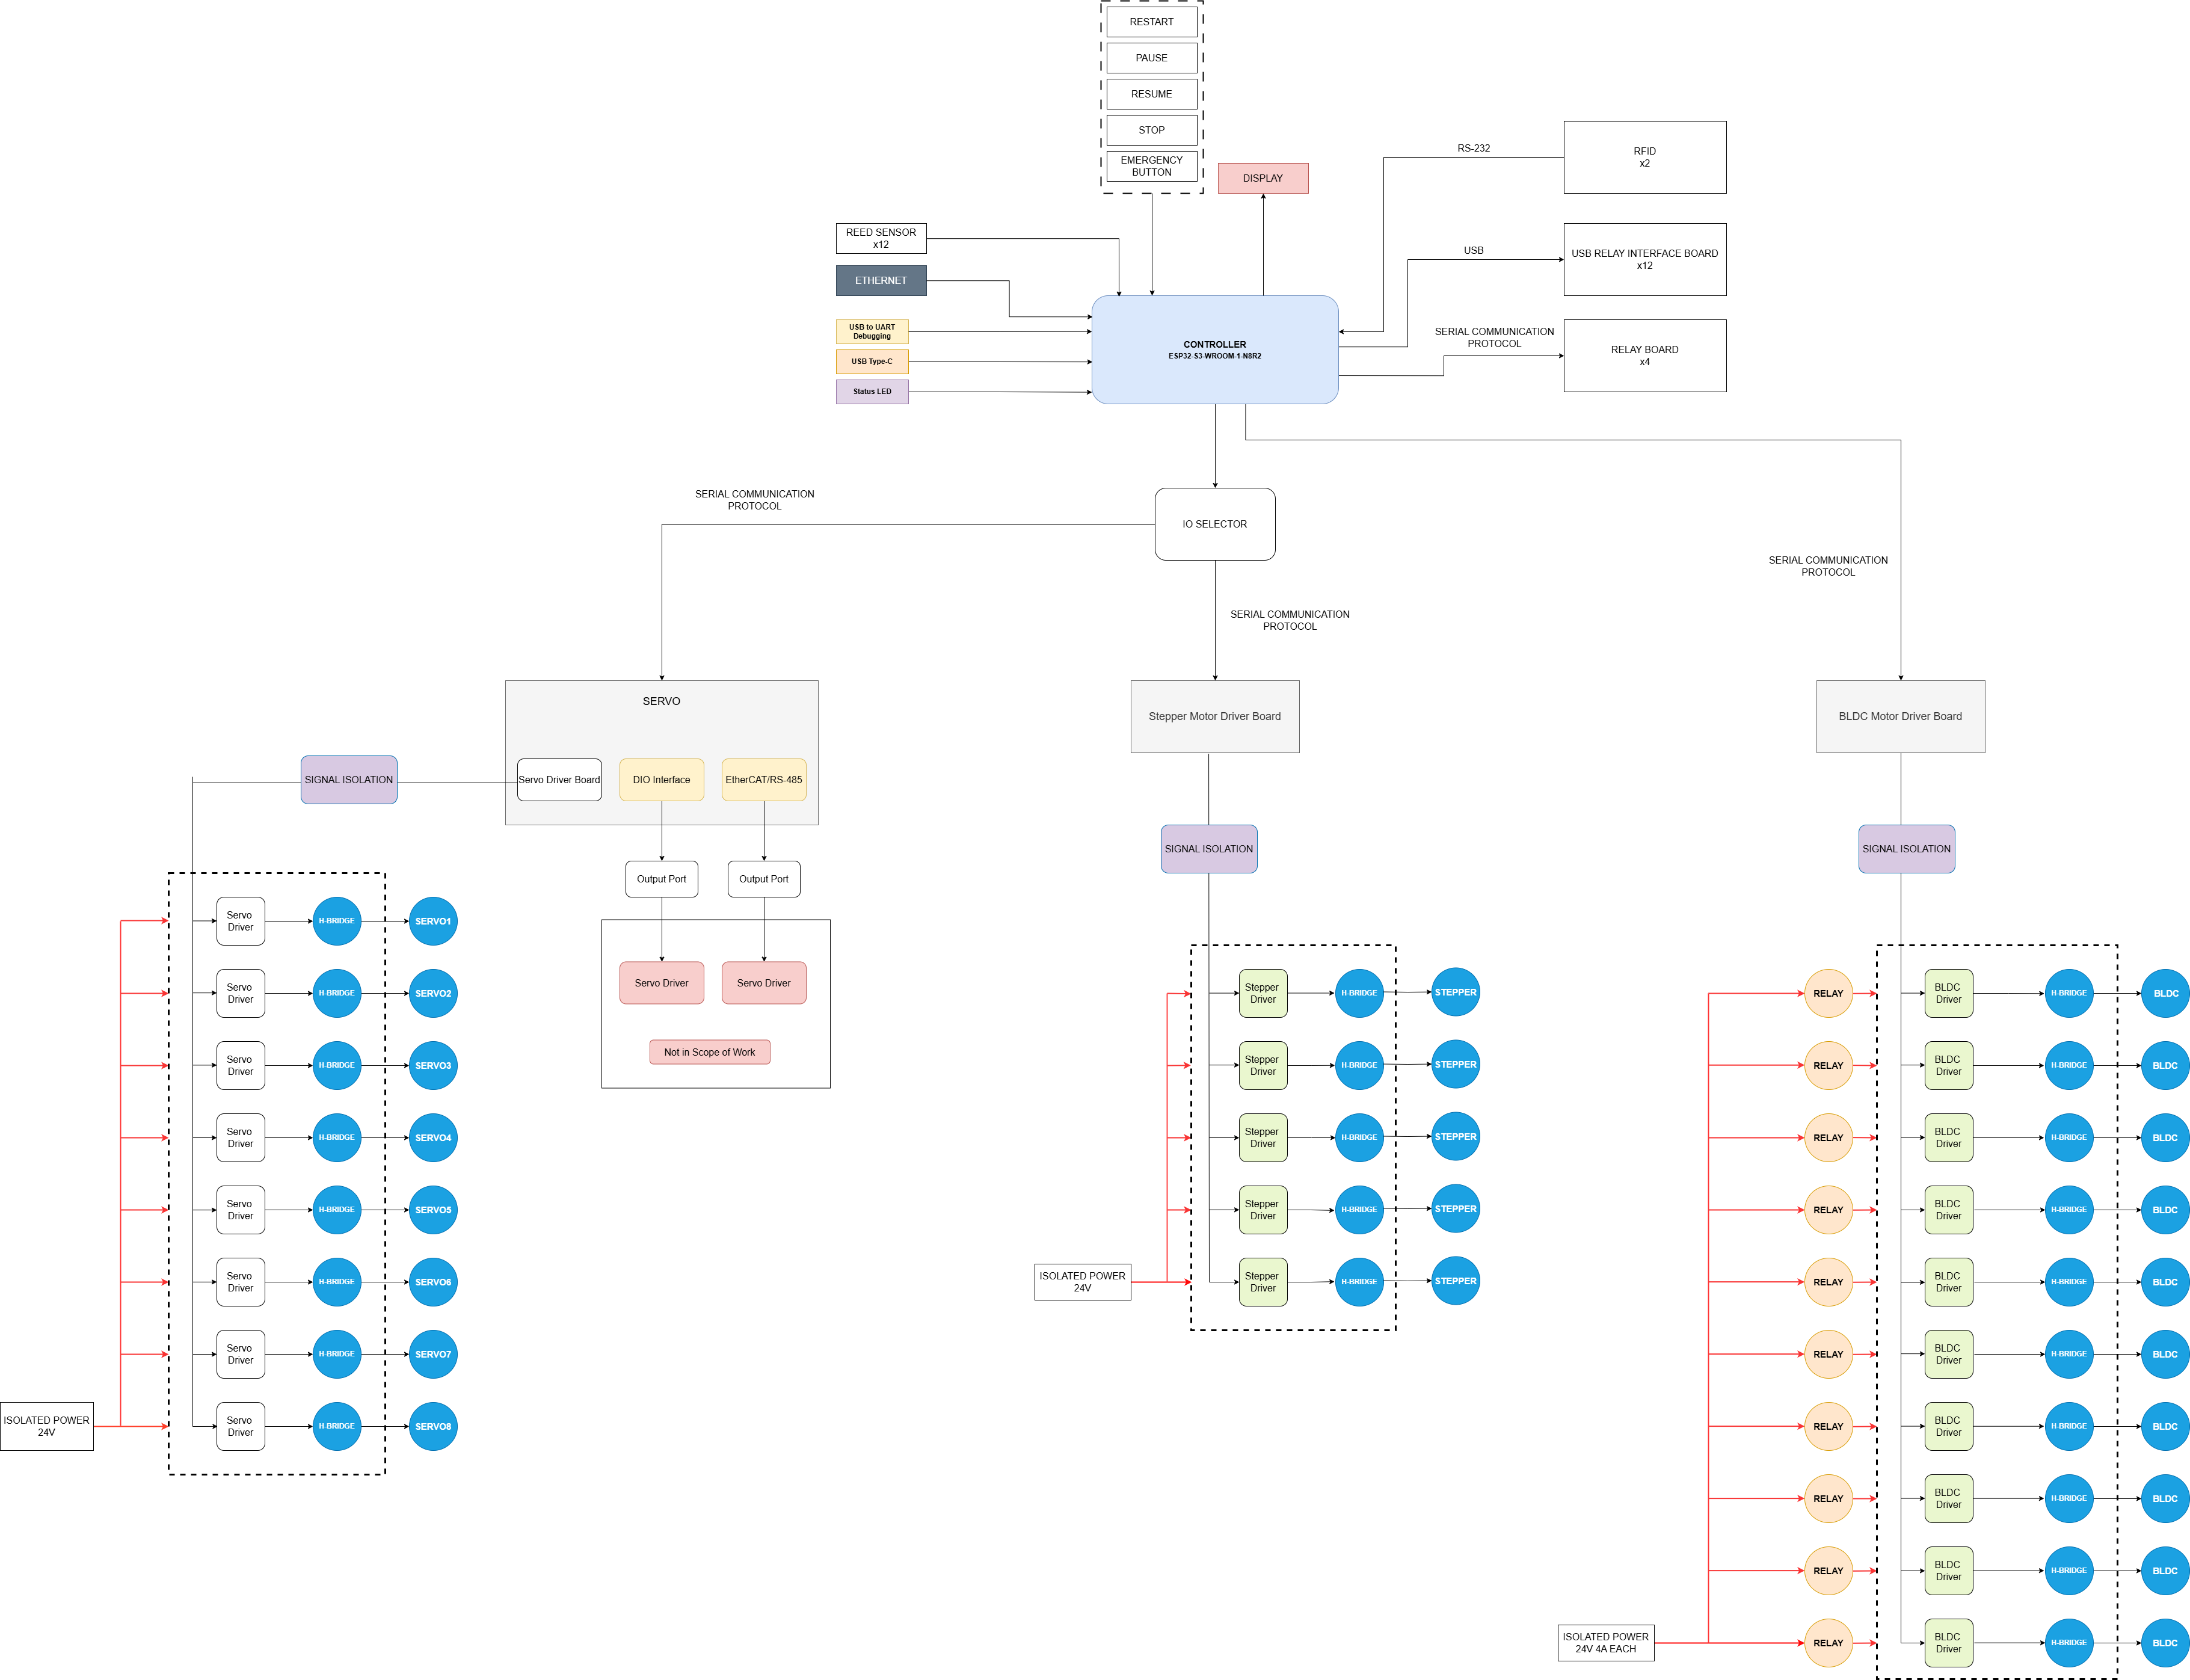 RESTART
PAUSE
RESUME
STOP
EMERGENCY
BUTTON
DISPLAY
RS-232
RFID
x2
REED SENSOR
x12
ETHERNET
USB to UART
Debugging
USB Type-C
Status LED
CONTROLLER
ESP32-S3-WROOM-1-N8R2
USB
USB RELAY INTERFACE BOARD
x12
SERIAL COMMUNICATION
PROTOCOL
RELAY BOARD
x4
IO SELECTOR
SERIAL COMMUNICATION
PROTOCOL
SERIAL COMMUNICATION
PROTOCOL
SERIAL COMMUNICATION
PROTOCOL
SERVO
Servo Driver Board
DIO Interface
EtherCAT/RS-485
SIGNAL ISOLATION
Output Port
Output Port
Servo Driver
Servo Driver
Not in Scope of Work
Servo
Driver
H-BRIDGE
SERVO1
Servo
Driver
H-BRIDGE
SERVO2
Servo
Driver
H-BRIDGE
SERVO3
Servo
Driver
H-BRIDGE
SERVO4
Servo
Driver
H-BRIDGE
SERVO5
Servo
Driver
H-BRIDGE
SERVO6
Servo
Driver
H-BRIDGE
SERVO7
Servo
Driver
H-BRIDGE
SERVO8
ISOLATED POWER
24V
Stepper Motor Driver Board
SIGNAL ISOLATION
Stepper
Driver
H-BRIDGE
STEPPER
Stepper
Driver
H-BRIDGE
STEPPER
Stepper
Driver
H-BRIDGE
STEPPER
Stepper
Driver
H-BRIDGE
STEPPER
Stepper
Driver
H-BRIDGE
STEPPER
ISOLATED POWER
24V
BLDC Motor Driver Board
SIGNAL ISOLATION
RELAY
BLDC
Driver
H-BRIDGE
BLDC
RELAY
BLDC
Driver
H-BRIDGE
BLDC
RELAY
BLDC
Driver
H-BRIDGE
BLDC
RELAY
BLDC
Driver
H-BRIDGE
BLDC
RELAY
BLDC
Driver
H-BRIDGE
BLDC
RELAY
BLDC
Driver
H-BRIDGE
BLDC
RELAY
BLDC
Driver
H-BRIDGE
BLDC
RELAY
BLDC
Driver
H-BRIDGE
BLDC
RELAY
BLDC
Driver
H-BRIDGE
BLDC
RELAY
BLDC
Driver
H-BRIDGE
BLDC
ISOLATED POWER
24V 4A EACH